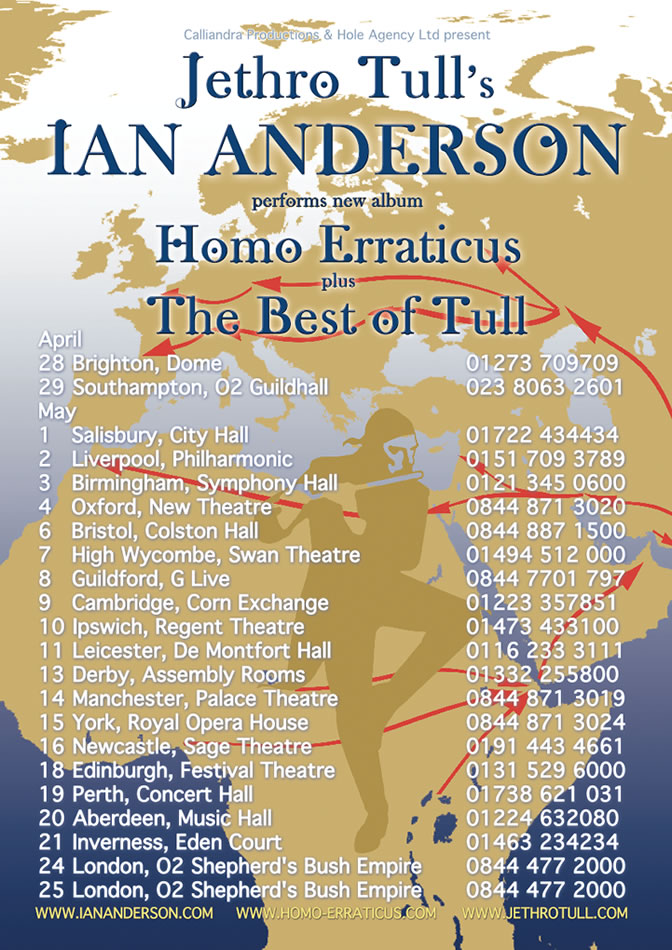 Calliandra Productions & Hole Agency Ltd present
Jethro Tull's
IAN ANDERSON
performs new album
Homo Erraticus
plus
The Best of Tull
April
28 Brighton, Dome 01273 709709
29 Southampton, O2 Guildhall 023 8063 2601
May
1 Salisbury, City Hall 01722 434434
2 Liverpool, Philharmonic 0151 709 3789
3 Birmingham, Symphony Hall 0121 345 0600
4 Oxford, New Theatre 0844 871 3020
6 Bristol, Colston Hall 0844 887 1500
7 High Wycombe, Swan Theatre 01494 512 000
8 Guildford, G Live 0844 7701 797
9 Cambridge, Corn Exchange 01223 357851
10 Ipswich, Regent Theatre 01473 433100
11 Leicester, De Montfort Hall 0116 233 3111
13 Derby, Assembly Rooms 01332 255800
14 Manchester, Palace Theatre 0844 871 3019
15 York, Royal Opera House 0844 871 3024
16 Newcastle, Sage Theatre 0191 443 4661
18 Edinburgh, Festival Theatre 0131 529 6000
19 Perth, Concert Hall 01738 621 031
20 Aberdeen, Music Hall 01224 632080
21 Inverness, Eden Court 01463 234234
24 London, O2 Shepherd's Bush Empire 0844 477 2000
25 London, O2 Shepherd's Bush Empire 0844 477 2000
WWW.IANANDERSON.COM WWW.HOMO-ERRATICUS.COM WWW.JETHROTULL.COM